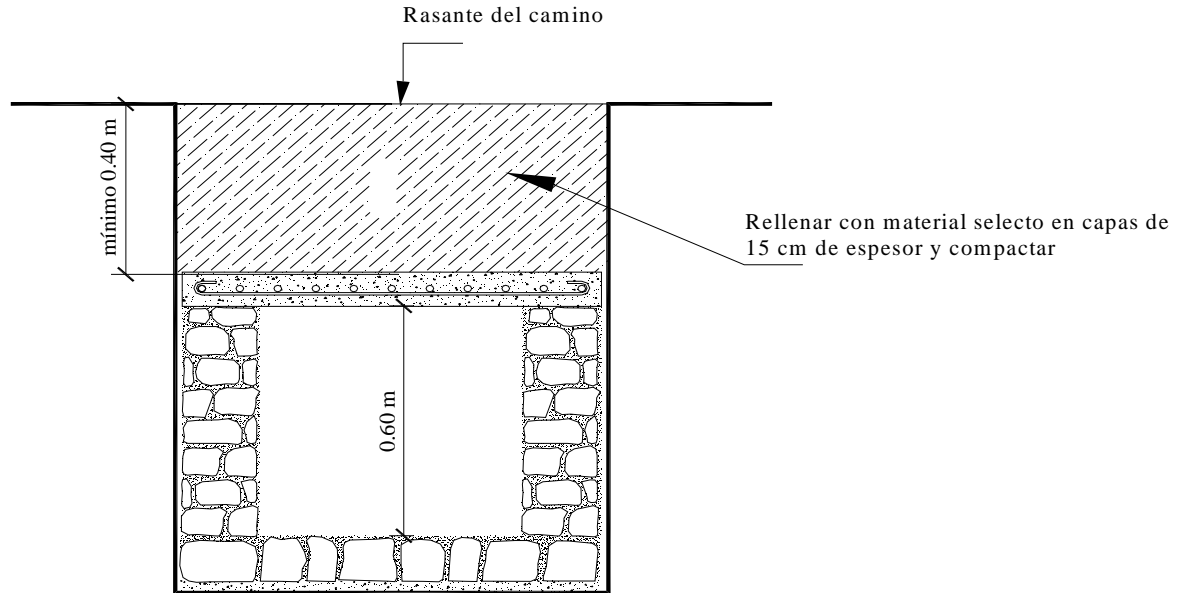 Rasante del camino
mínimo 0.40 m
Rellenar con material selecto en capas de
15 cm de espesor y compactar
0.60 m